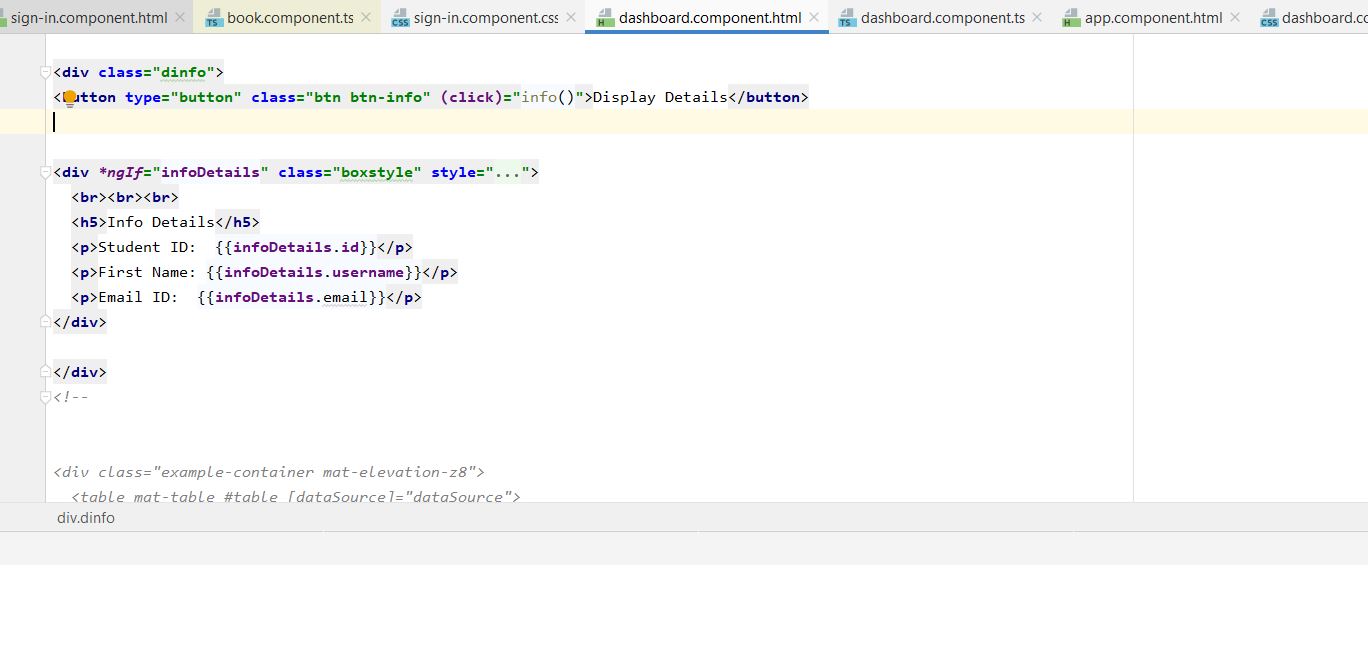 sign-in.component.html book.component.ts sign-in.component.css dashboard.component.html dashboard.component.ts app.component.html
<div class="dinfo">
type="button" class="btn btn-info" (click)="info()">Display Details</button>
<div *ngIf="infoDetails" class="boxstyle" style="...">
<br><br><br>
<h5>Info Details</h5>
<p>Student ID:  {{infoDetails.id}}</p>
<p>First Name: {{infoDetails.username}}</p>
<p>Email ID:  {{infoDetails.email}}</p>
</div>
</div>
<!--
<div class="example-container mat-elevation-z8">
<table mat-table #table [dataSource]="dataSource">
div.dinfo